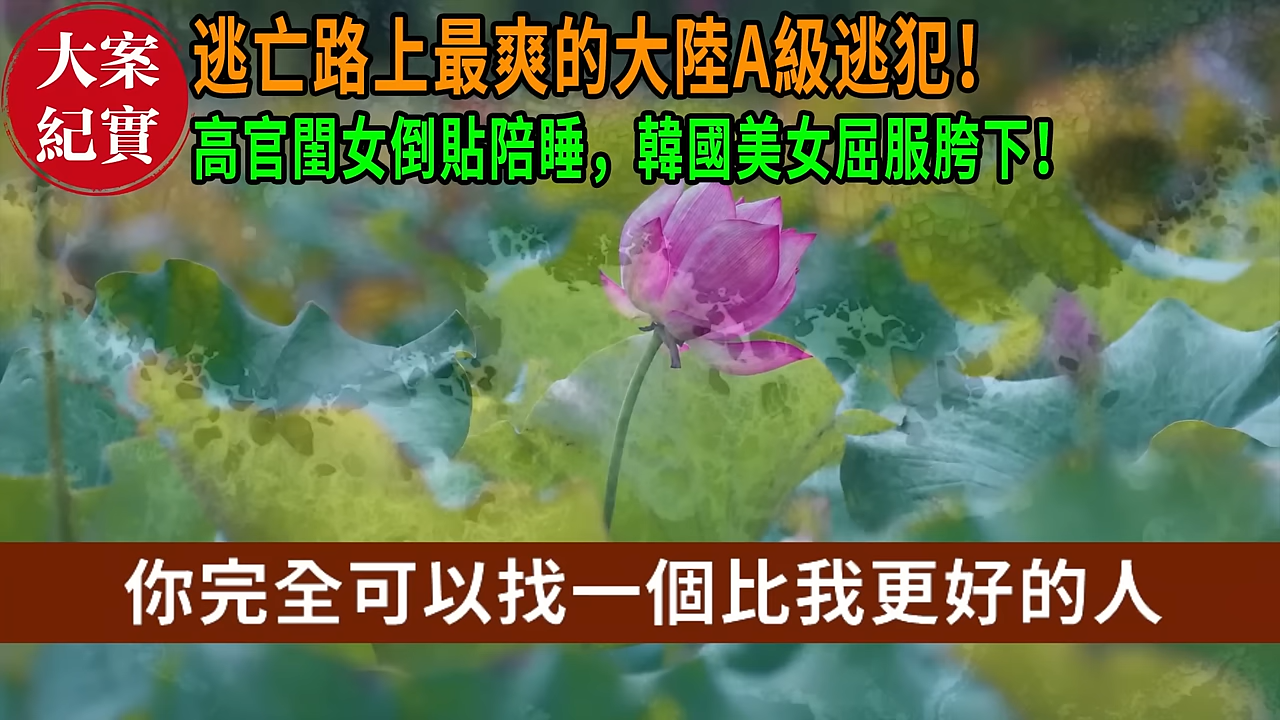 大案
紀實
逃亡路上最爽的大陸A級逃犯！
高官閨女倒貼陪睡，韓國美女屈服胯下！
你完全可以找一個比我更好的人